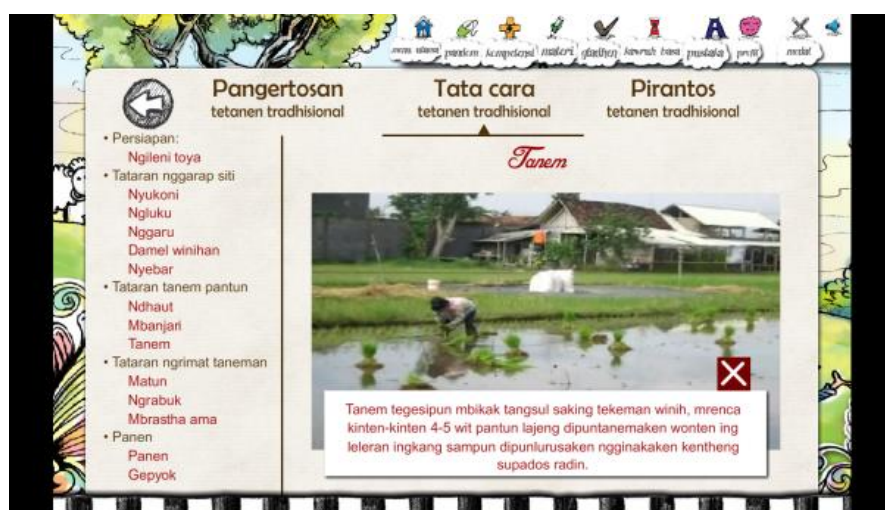 menu utama pandom kompetensi materi gladhen kawruh basa pustaka profil medal
Pangertosan
tetanen tradhisional
Tata cara
tetanen tradhisional
Pirantos
tetanen tradhisional
• Persiapan:
Ngileni toya
• Tataran nggarap siti
Nyukoni
Ngluku
Nggaru
Damel winihan
Nyebar
• Tataran tanem pantun
Ndhaut
Mbanjari
Tanem
• Tataran ngrimat taneman
Matun
Ngrabuk
Mbrastha ama
• Panen
Panen
Gepyok
Tanem
Tanem tegesipun mbikak tangsul saking tekeman winih, mrenca
kinten-kinten 4-5 wit pantun lajeng dipuntanemaken wonten ing
leleran ingkang sampun dipunlurusaken ngginakaken kentheng
supados radin.